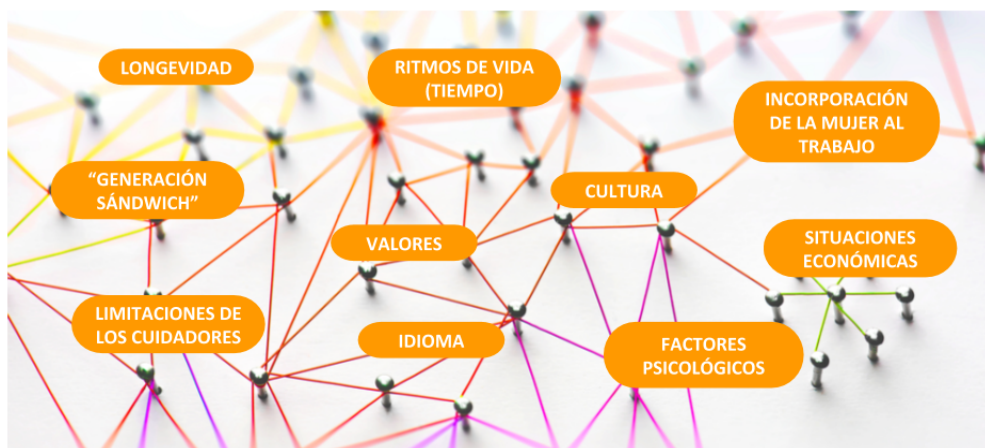 LONGEVIDAD
RITMOS DE VIDA
(TIEMPO)
INCORPORACIÓN
DE LA MUJER AL
TRABAJO
“GENERACIÓN
SÁNDWICH”
CULTURA
VALORES
SITUACIONES
ECONÓMICAS
LIMITACIONES DE
LOS CUIDADORES
IDIOMA
FACTORES
PSICOLÓGICOS